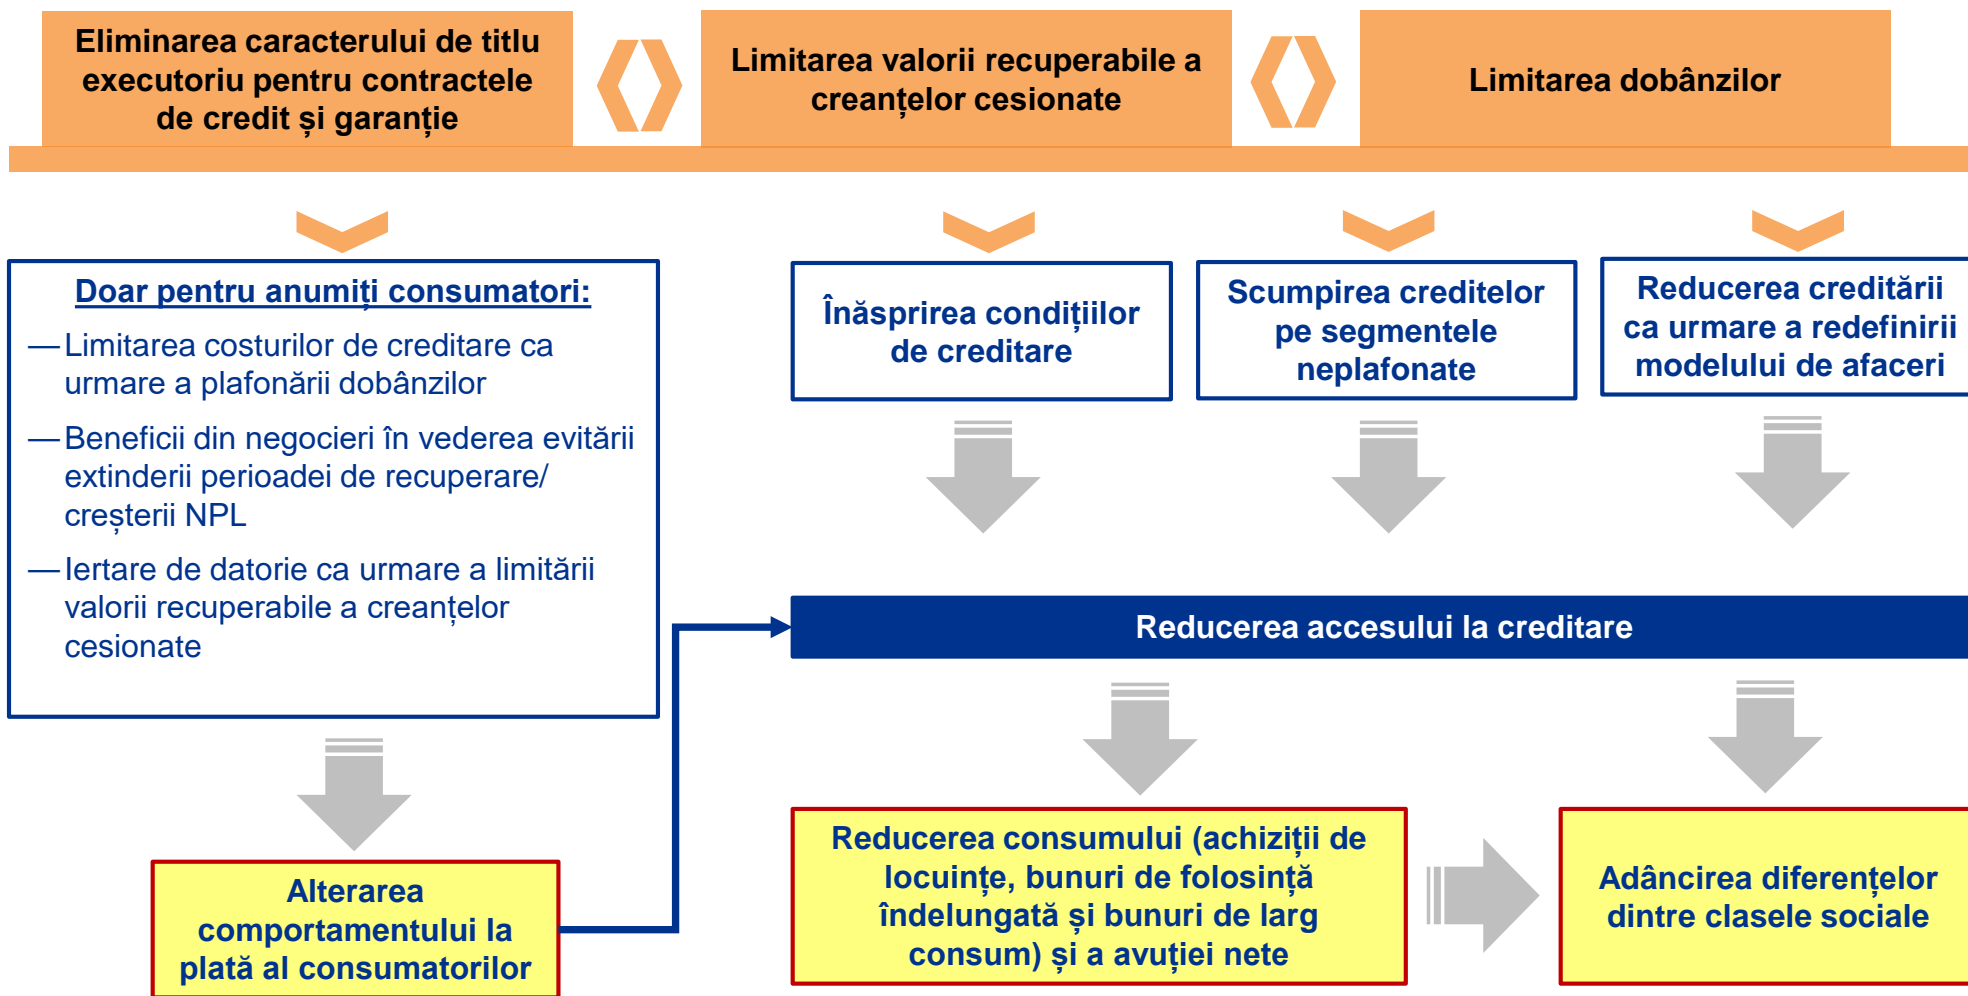 Eliminarea caracterului de titlu
executoriu pentru contractele
de credit și garanție
Limitarea valorii recuperabile a
creanțelor cesionate
Limitarea dobânzilor
Doar pentru anumiți consumatori:
— Limitarea costurilor de creditare ca
urmare a plafonării dobânzilor
— Beneficii din negocieri în vederea evitării
extinderii perioadei de recuperare/
creșterii NPL
— Iertare de datorie ca urmare a limitării
valorii recuperabile a creanțelor
cesionate
Înăsprirea condițiilor
de creditare
Scumpirea creditelor
pe segmentele
neplafonate
Reducerea creditării
ca urmare a redefinirii
modelului de afaceri
Reducerea accesului la creditare
Alterarea
comportamentului la
plată al consumatorilor
Reducerea consumului (achiziții de
locuințe, bunuri de folosință
îndelungată și bunuri de larg
consum) și a avuției nete
Adâncirea diferențelor
dintre clasele sociale